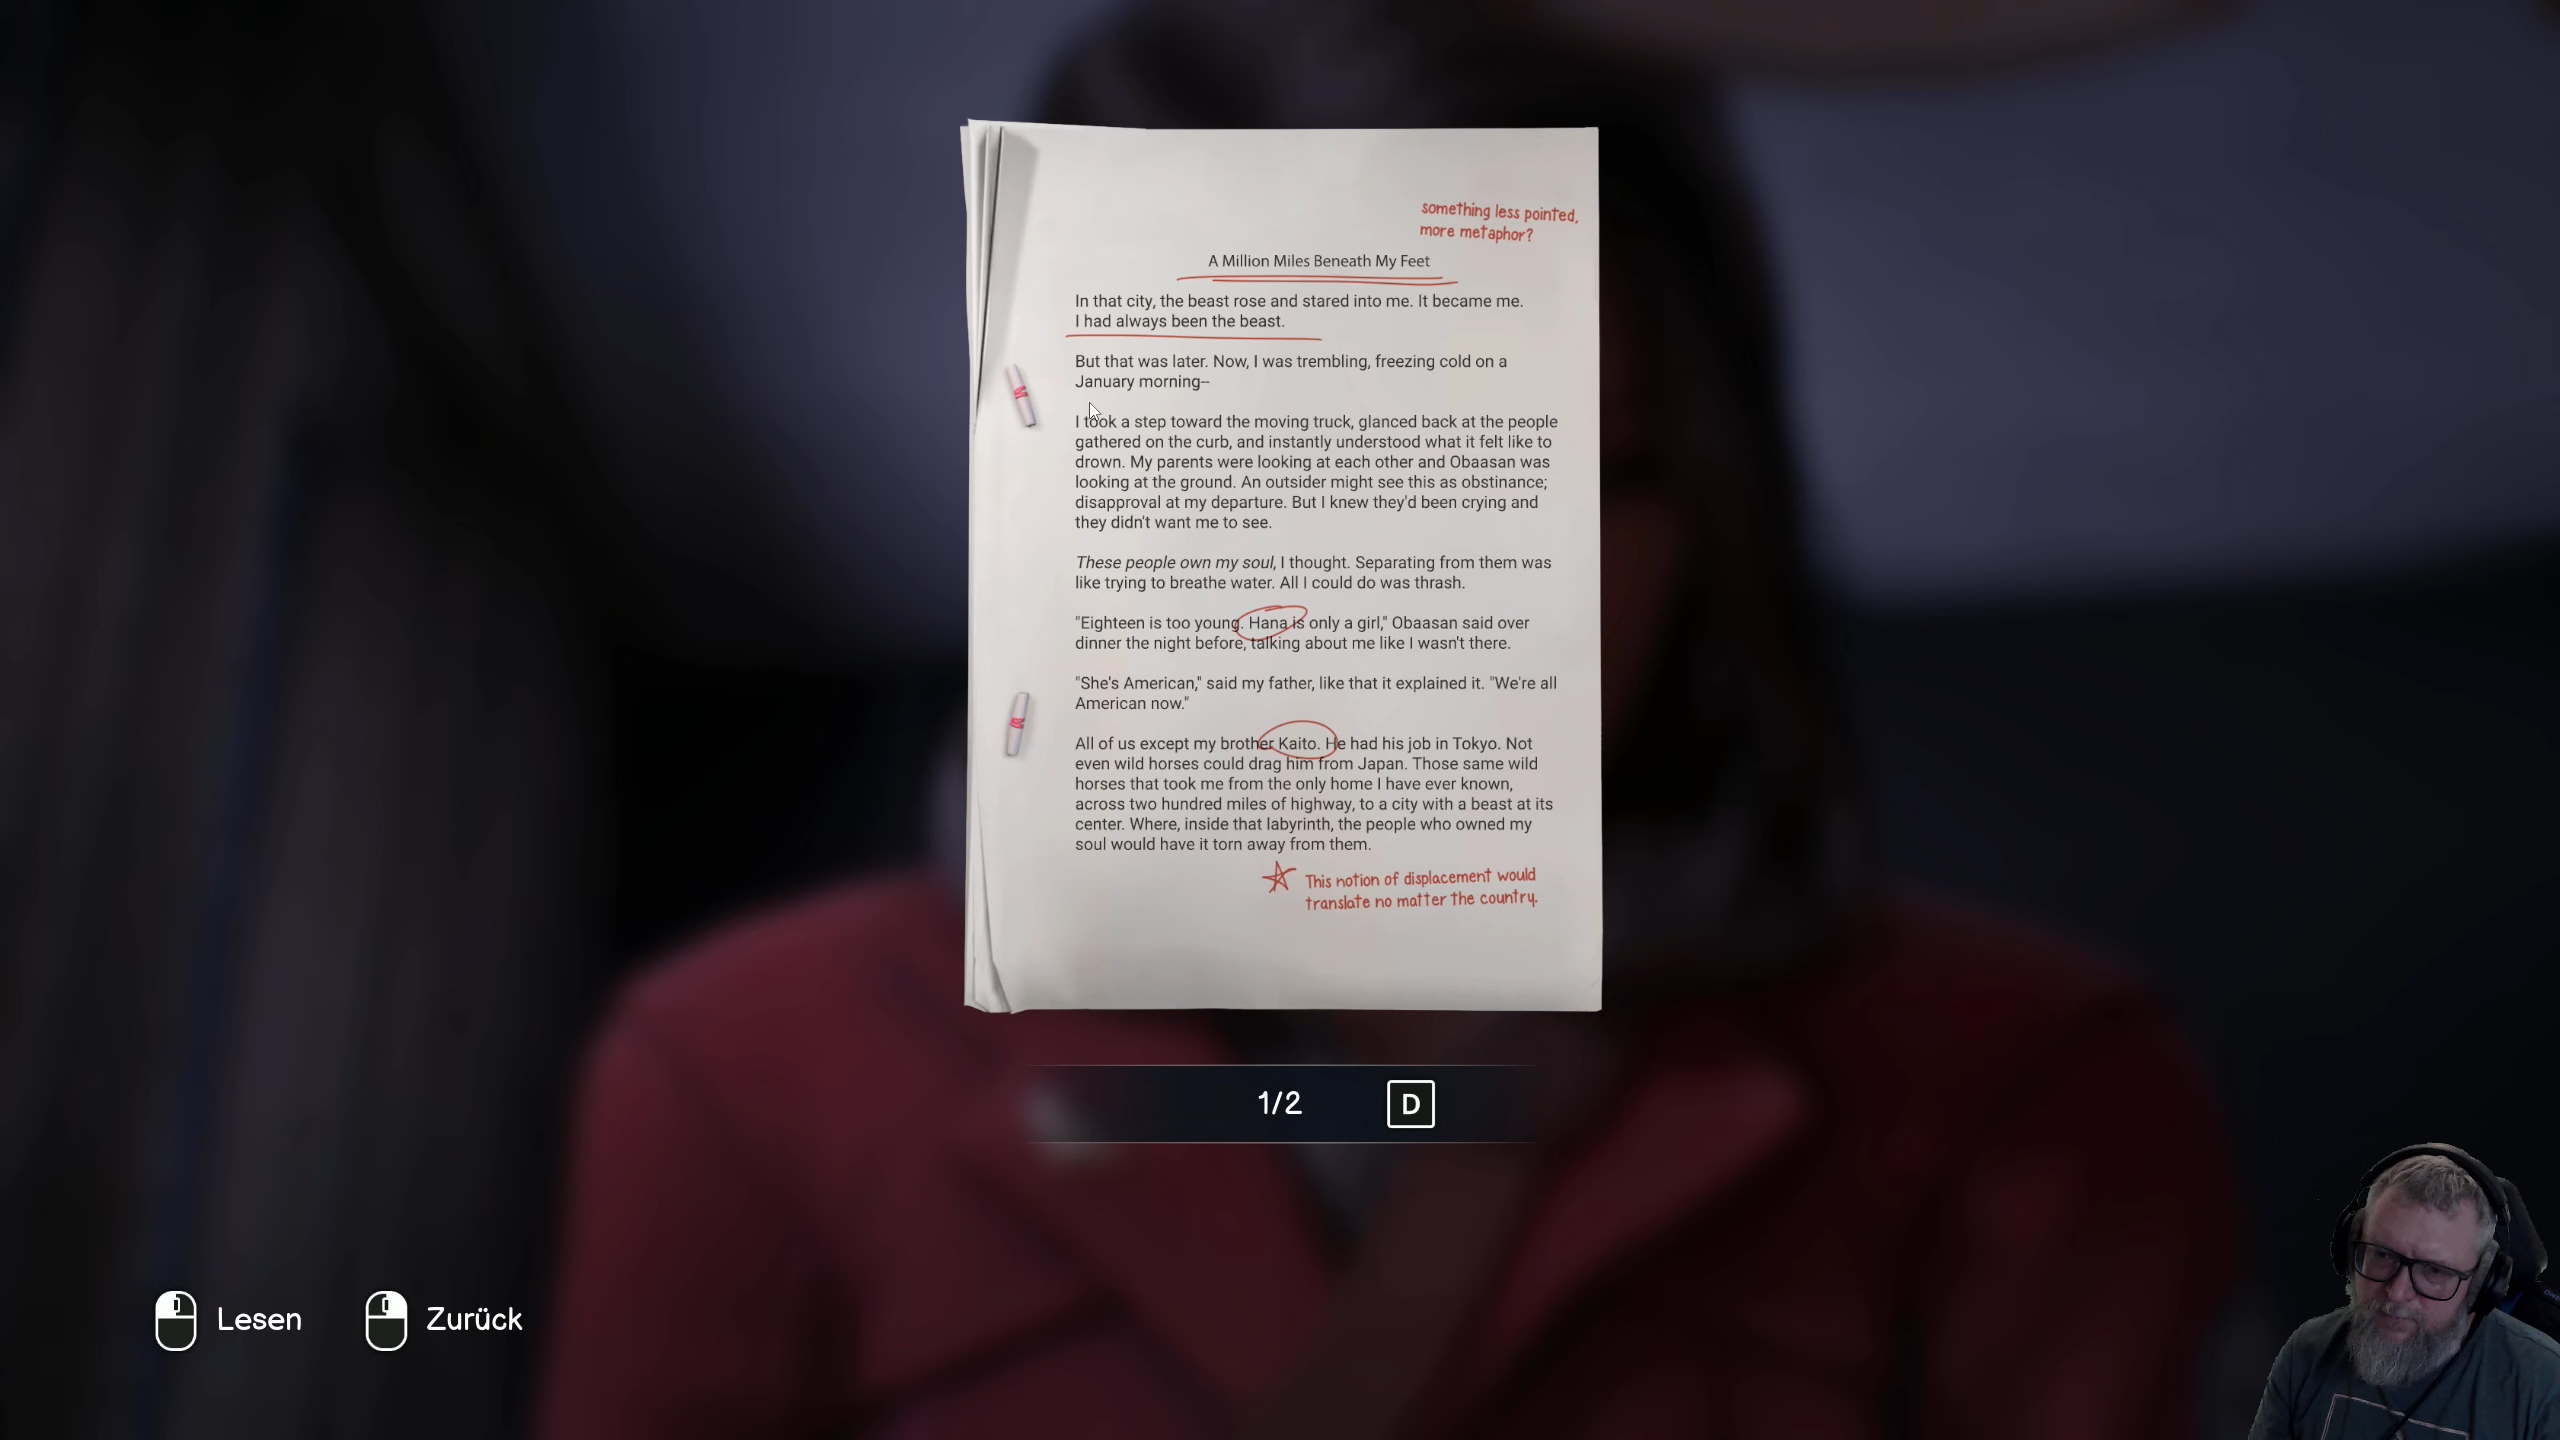 something less pointed,
more metaphor?
A Million Miles Beneath My Feet
In that city, the beast rose and stared into me. It became me.
I had always been the beast.
But that was later. Now, I was trembling, freezing cold on a
January morning--
I took a step toward the moving truck, glanced back at the people
gathered on the curb, and instantly understood what it felt like to
drown. My parents were looking at each other and Obaasan was
looking at the ground. An outsider might see this as obstinance;
disapproval at my departure. But I knew they'd been crying and
they didn't want me to see.
These people own my soul, I thought. Separating from them was
like trying to breathe water. All I could do was thrash.
"Eighteen is too young. Hana is only a girl," Obaasan said over
dinner the night before, talking about me like I wasn't there.
"She's American," said my father, like that it explained it. "We're all
American now."
All of us except my brother Kaito. He had his job in Tokyo. Not
even wild horses could drag him from Japan. Those same wild
horses that took me from the only home I have ever known,
across two hundred miles of highway, to a city with a beast at its
center. Where, inside that labyrinth, the people who owned my
soul would have it torn away from them.
This notion of displacement would
translate no matter the country.
1/2 D
Lesen Zurück